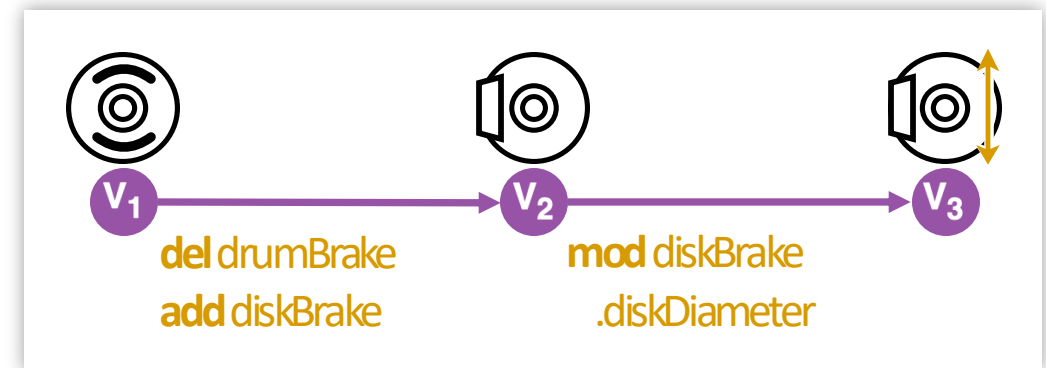 V₁ V₂ V₃
del drumBrake
add diskBrake
mod diskBrake
.diskDiameter